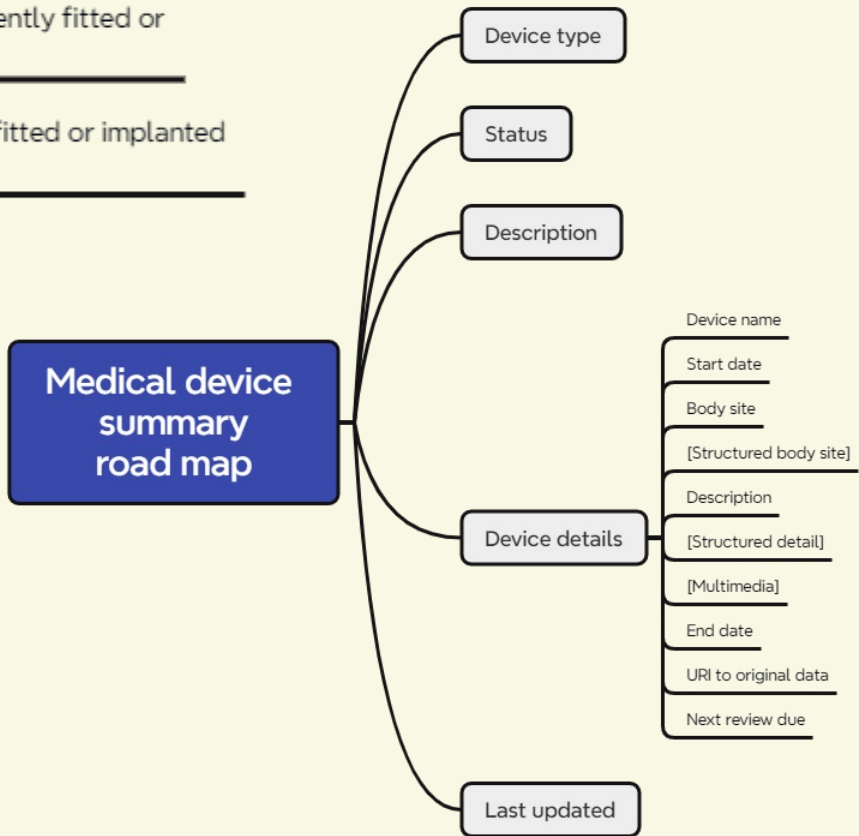 ently fitted or
fitted or implanted
Medical device
summary
road map
Device type
Status
Description
Device details
Device name
Start date
Body site
[Structured body site]
Description
[Structured detail]
[Multimedia]
End date
URI to original data
Next review due
Last updated